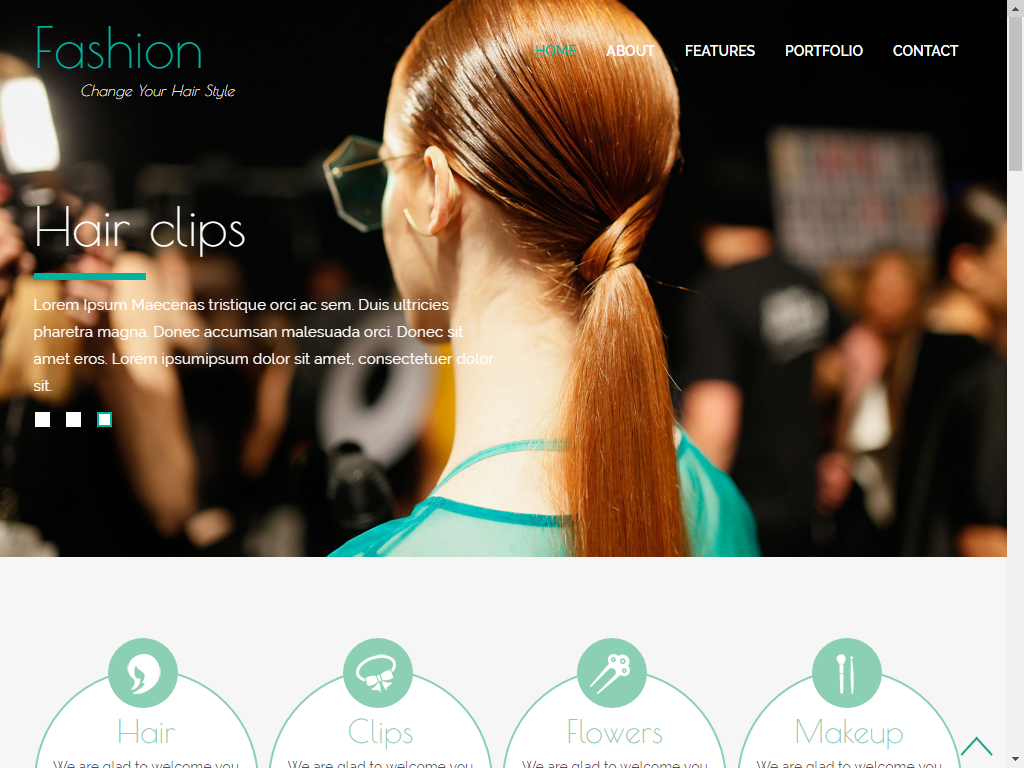 Fashion
Change Your Hair Style
HOME ABOUT FEATURES PORTFOLIO CONTACT
Hair clips
Lorem Ipsum Maecenas tristique orci ac sem. Duis ultricies
pharetra magna. Donec accumsan malesuada orci. Donec sit
amet eros. Lorem ipsumipsum dolor sit amet, consectetuer dolor
sit.
Hair Clips Flowers Makeup
We are glad to welcome you We are glad to welcome you We are glad to welcome you We are glad to welcome you